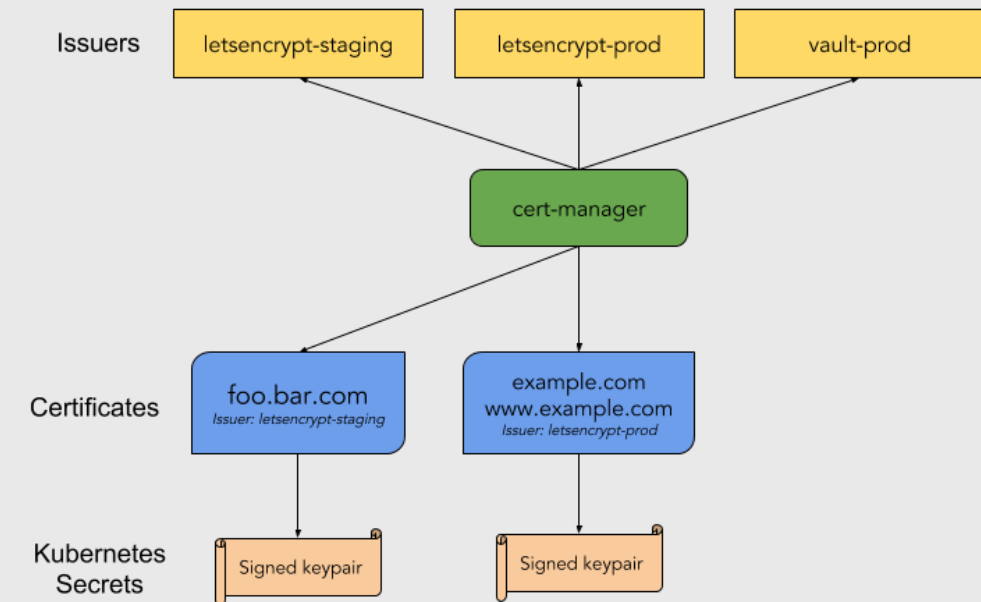 Issuers
letsencrypt-staging
letsencrypt-prod
vault-prod
cert-manager
Certificates
foo.bar.com
Issuer: letsencrypt-staging
example.com
www.example.com
Issuer: letsencrypt-prod
Kubernetes
Secrets
Signed keypair
Signed keypair